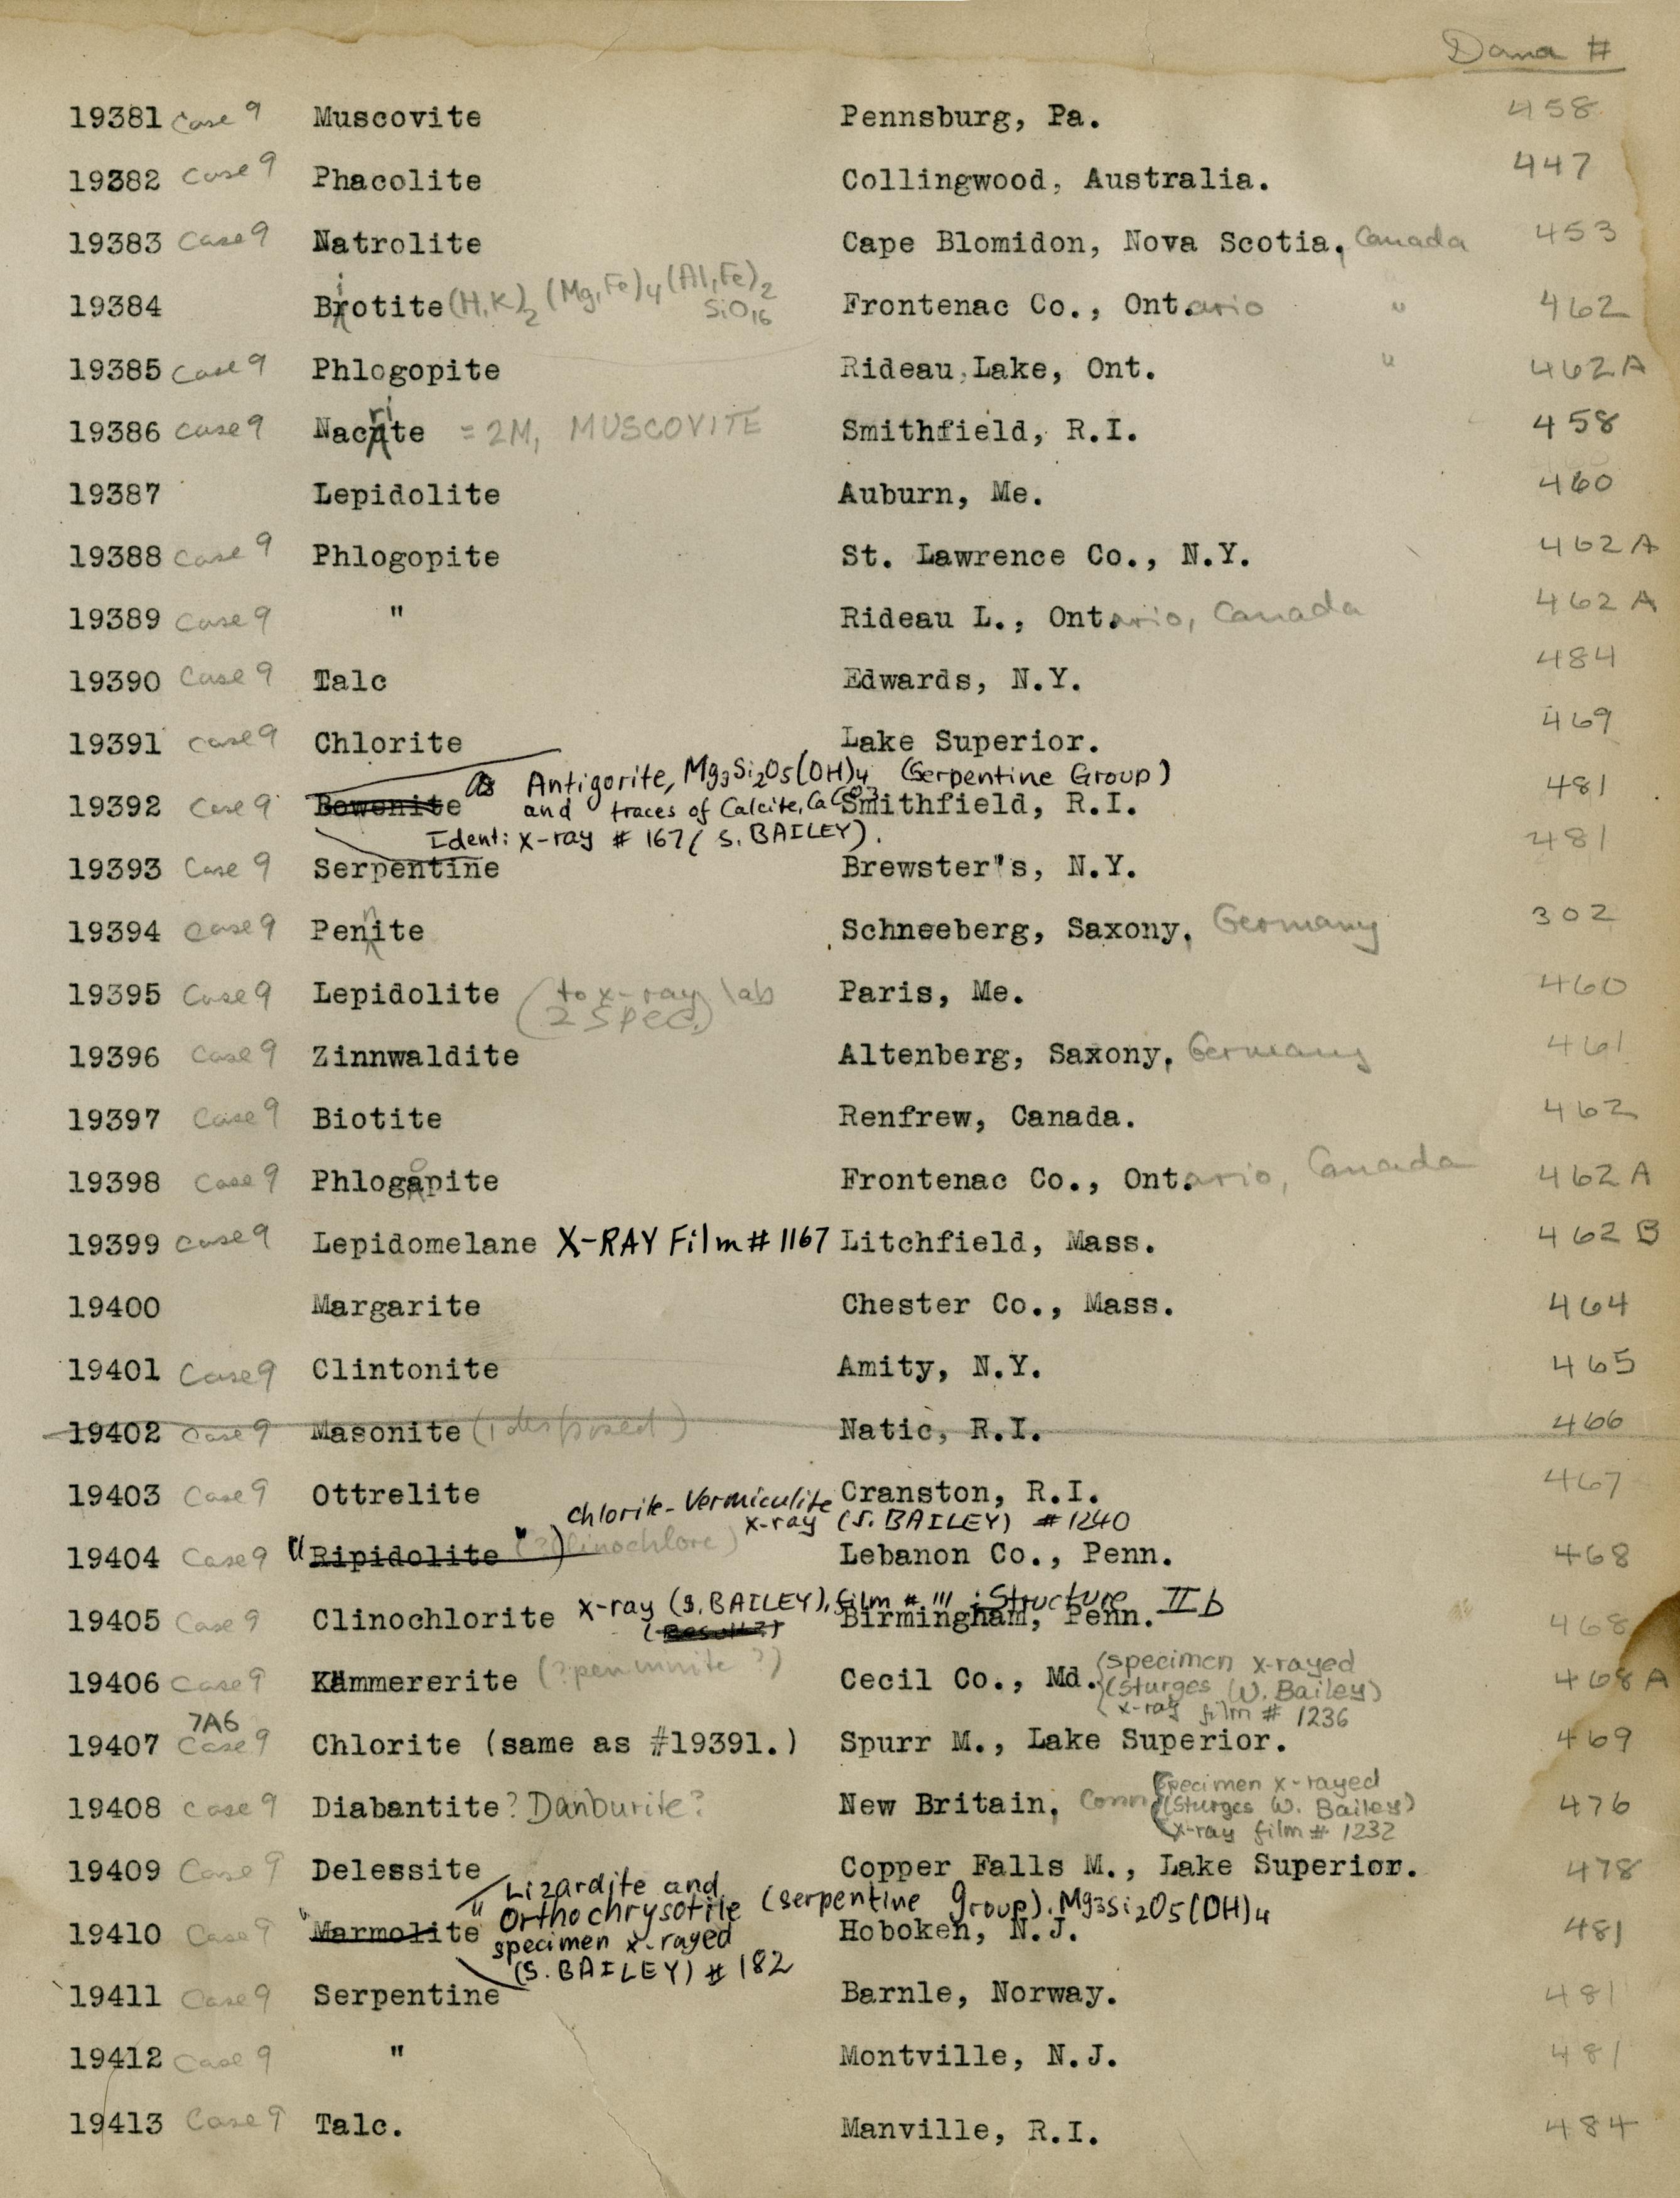 Dana #
19381 Case 9 Muscovite Pennsburg, Pa. 458
19382 Case 9 Phacolite Collingwood, Australia. 447
19383 Case 9 Natrolite Cape Blomidon, Nova Scotia, Canada 453
19384 Biotite (H,K)2 (Mg,Fe)4 (Al,Fe)2 Frontenac Co., Ont.ario " 462
SiO16
19385 Case 9 Phlogopite Rideau Lake, Ont. " 462A
19386 Case 9 Nacrite = 2M, MUSCOVITE Smithfield, R.I. 458
19387 Lepidolite Auburn, Me. 460
19388 Case 9 Phlogopite St. Lawrence Co., N.Y. 462 A
19389 Case 9 " Rideau L., Ontario, Canada 462 A
19390 Case 9 Talc Edwards, N.Y. 484
19391 Case 9 Chlorite Lake Superior. 469
As Antigorite, Mg3Si2O5(OH)4 (Serpentine Group)
19392 Case 9 Bowenite and traces of Calcite, CaCO3 Smithfield, R.I. 481
Ident: X-ray # 167 (S. BAILEY).
19393 Case 9 Serpentine Brewster's, N.Y. 481
19394 Case 9 Pennite Schneeberg, Saxony, Germany 302
19395 Case 9 Lepidolite (to x-ray lab Paris, Me. 460
(2 spec.)
19396 Case 9 Zinnwaldite Altenberg, Saxony, Germany 461
19397 Case 9 Biotite Renfrew, Canada. 462
19398 Case 9 Phlogopite Frontenac Co., Ont.ario, Canada 462 A
19399 Case 9 Lepidomelane X-RAY Film # 1167 Litchfield, Mass. 462 B
19400 Margarite Chester Co., Mass. 464
19401 Case 9 Clintonite Amity, N.Y. 465
19402 Case 9 Masonite (1 disposed) Natic, R.I. 466
19403 Case 9 Ottrelite Cranston, R.I. 467
chlorite-Vermiculite
x-ray (S. BAILEY) # 1240
19404 Case 9 "Ripidolite" (? Clinochlore) Lebanon Co., Penn. 468
x-ray (S. BAILEY), film # 111 : Structure IIb
19405 Case 9 Clinochlorite Birmingham, Penn. 468
19406 Case 9 Kämmererite (? penninite ?) Cecil Co., Md. 468 A
(specimen x-rayed
(Sturges W. Bailey)
x-ray film # 1236
7A6
19407 Case 9 Chlorite (same as #19391.) Spurr M., Lake Superior. 469
19408 Case 9 Diabantite? Danburite? New Britain, Conn 476
(specimen x-rayed
(Sturges W. Bailey)
x-ray film # 1232
19409 Case 9 Delessite Copper Falls M., Lake Superior. 478
Lizardite and
Orthochrysotile (serpentine group). Mg3Si2O5(OH)4
19410 Case 9 "Marmolite" Hoboken, N.J. 481
specimen x-rayed
(S. BAILEY) # 182
19411 Case 9 Serpentine Barnle, Norway. 481
19412 Case 9 " Montville, N.J. 481
19413 Case 9 Talc. Manville, R.I. 484